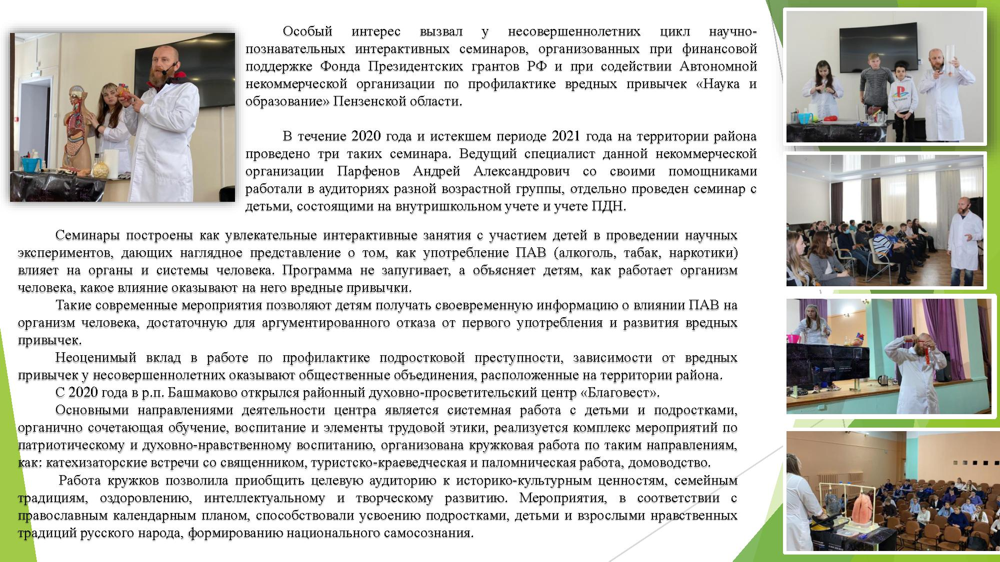 Особый интерес вызвал у несовершеннолетних цикл научно-
познавательных интерактивных семинаров, организованных при финансовой
поддержке Фонда Президентских грантов РФ и при содействии Автономной
некоммерческой организации по профилактике вредных привычек «Наука и
образование» Пензенской области.
В течение 2020 года и истекшем периоде 2021 года на территории района
проведено три таких семинара. Ведущий специалист данной некоммерческой
организации Парфенов Андрей Александрович со своими помощниками
работали в аудиториях разной возрастной группы, отдельно проведен семинар с
детьми, состоящими на внутришкольном учете и учете ПДН.
Семинары построены как увлекательные интерактивные занятия с участием детей в проведении научных
экспериментов, дающих наглядное представление о том, как употребление ПАВ (алкоголь, табак, наркотики)
влияет на органы и системы человека. Программа не запугивает, а объясняет детям, как работает организм
человека, какое влияние оказывают на него вредные привычки.
Такие современные мероприятия позволяют детям получать своевременную информацию о влиянии ПАВ на
организм человека, достаточную для аргументированного отказа от первого употребления и развития вредных
привычек.
Неоценимый вклад в работе по профилактике подростковой преступности, зависимости от вредных
привычек у несовершеннолетних оказывают общественные объединения, расположенные на территории района.
С 2020 года в р.п. Башмаково открылся районный духовно-просветительский центр «Благовест».
Основными направлениями деятельности центра является системная работа с детьми и подростками,
органично сочетающая обучение, воспитание и элементы трудовой этики, реализуется комплекс мероприятий по
патриотическому и духовно-нравственному воспитанию, организована кружковая работа по таким направлениям,
как: катехизаторские встречи со священником, туристско-краеведческая и паломническая работа, домоводство.
Работа кружков позволила приобщить целевую аудиторию к историко-культурным ценностям, семейным
традициям, оздоровлению, интеллектуальному и творческому развитию. Мероприятия, в соответствии с
православным календарным планом, способствовали усвоению подростками, детьми и взрослыми нравственных
традиций русского народа, формированию национального самосознания.